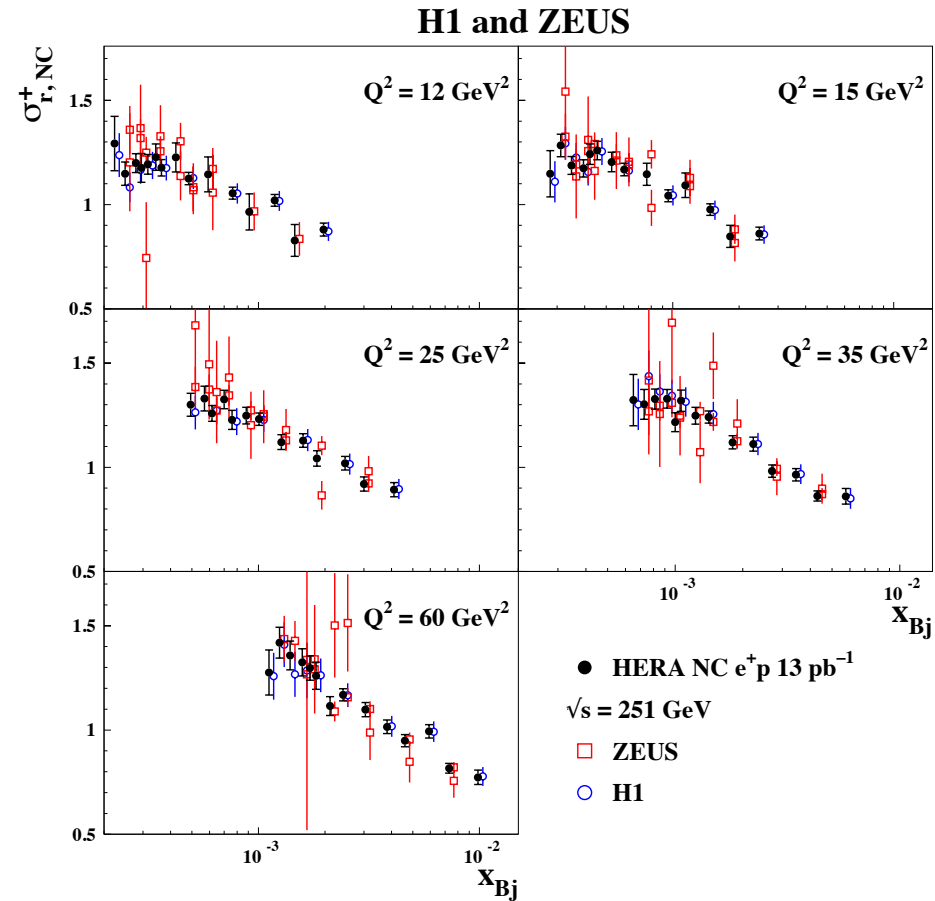 H1 and ZEUS
σ⁺r, NC
Q² = 12 GeV²
Q² = 15 GeV²
1.5
1
0.5
Q² = 25 GeV²
Q² = 35 GeV²
1.5
1
0.5
10⁻³
10⁻²
xBj
Q² = 60 GeV²
1.5
1
0.5
10⁻³
10⁻²
xBj
HERA NC e⁺p 13 pb⁻¹
√s = 251 GeV
ZEUS
H1